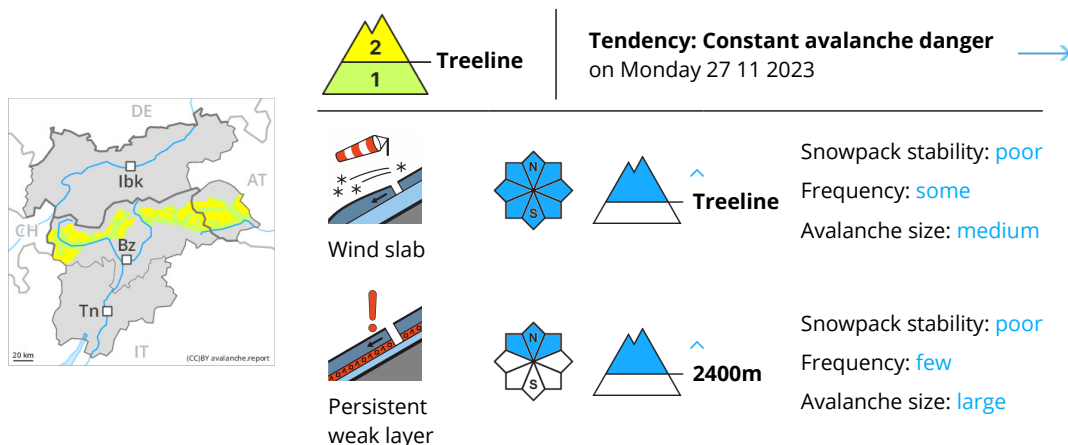 2
1
Treeline
Tendency: Constant avalanche danger
on Monday 27 11 2023
DE
AT
Ibk
CH
Bz
Tn
IT
20 km
(CC)BY avalanche.report
Wind slab
N
S
Treeline
Snowpack stability: poor
Frequency: some
Avalanche size: medium
Persistent
weak layer
N
S
2400m
Snowpack stability: poor
Frequency: few
Avalanche size: large